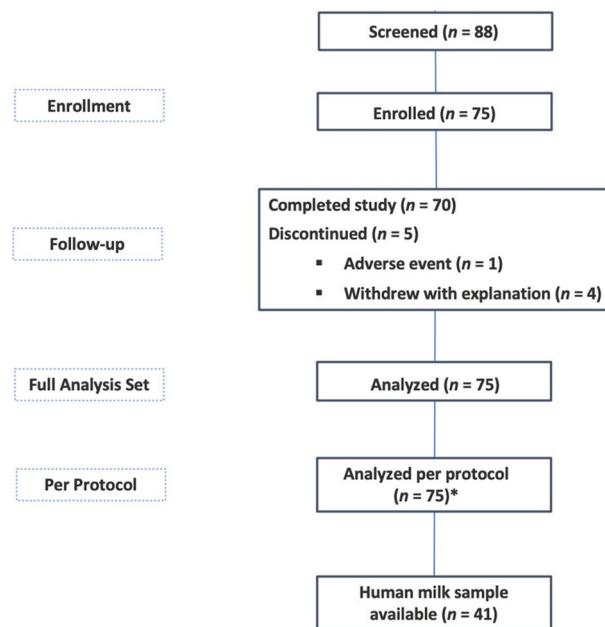 Screened (n = 88)
Enrollment
Enrolled (n = 75)
Completed study (n = 70)
Discontinued (n = 5)
Follow-up
▪ Adverse event (n = 1)
▪ Withdrew with explanation (n = 4)
Full Analysis Set
Analyzed (n = 75)
Per Protocol
Analyzed per protocol
(n = 75)*
Human milk sample
available (n = 41)